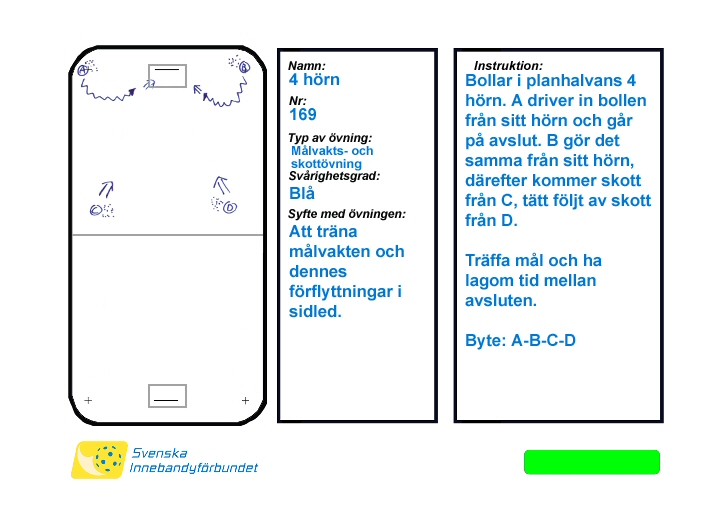 A
B
C
D
Namn:
4 hörn
Nr:
169
Typ av övning:
Målvakts- och
skottövning
Svårighetsgrad:
Blå
Syfte med övningen:
Att träna
målvakten och
dennes
förflyttningar i
sidled.
Instruktion:
Bollar i planhalvans 4
hörn. A driver in bollen
från sitt hörn och går
på avslut. B gör det
samma från sitt hörn,
därefter kommer skott
från C, tätt följt av skott
från D.
Träffa mål och ha
lagom tid mellan
avsluten.
Byte: A-B-C-D
Svenska
Innebandyförbundet